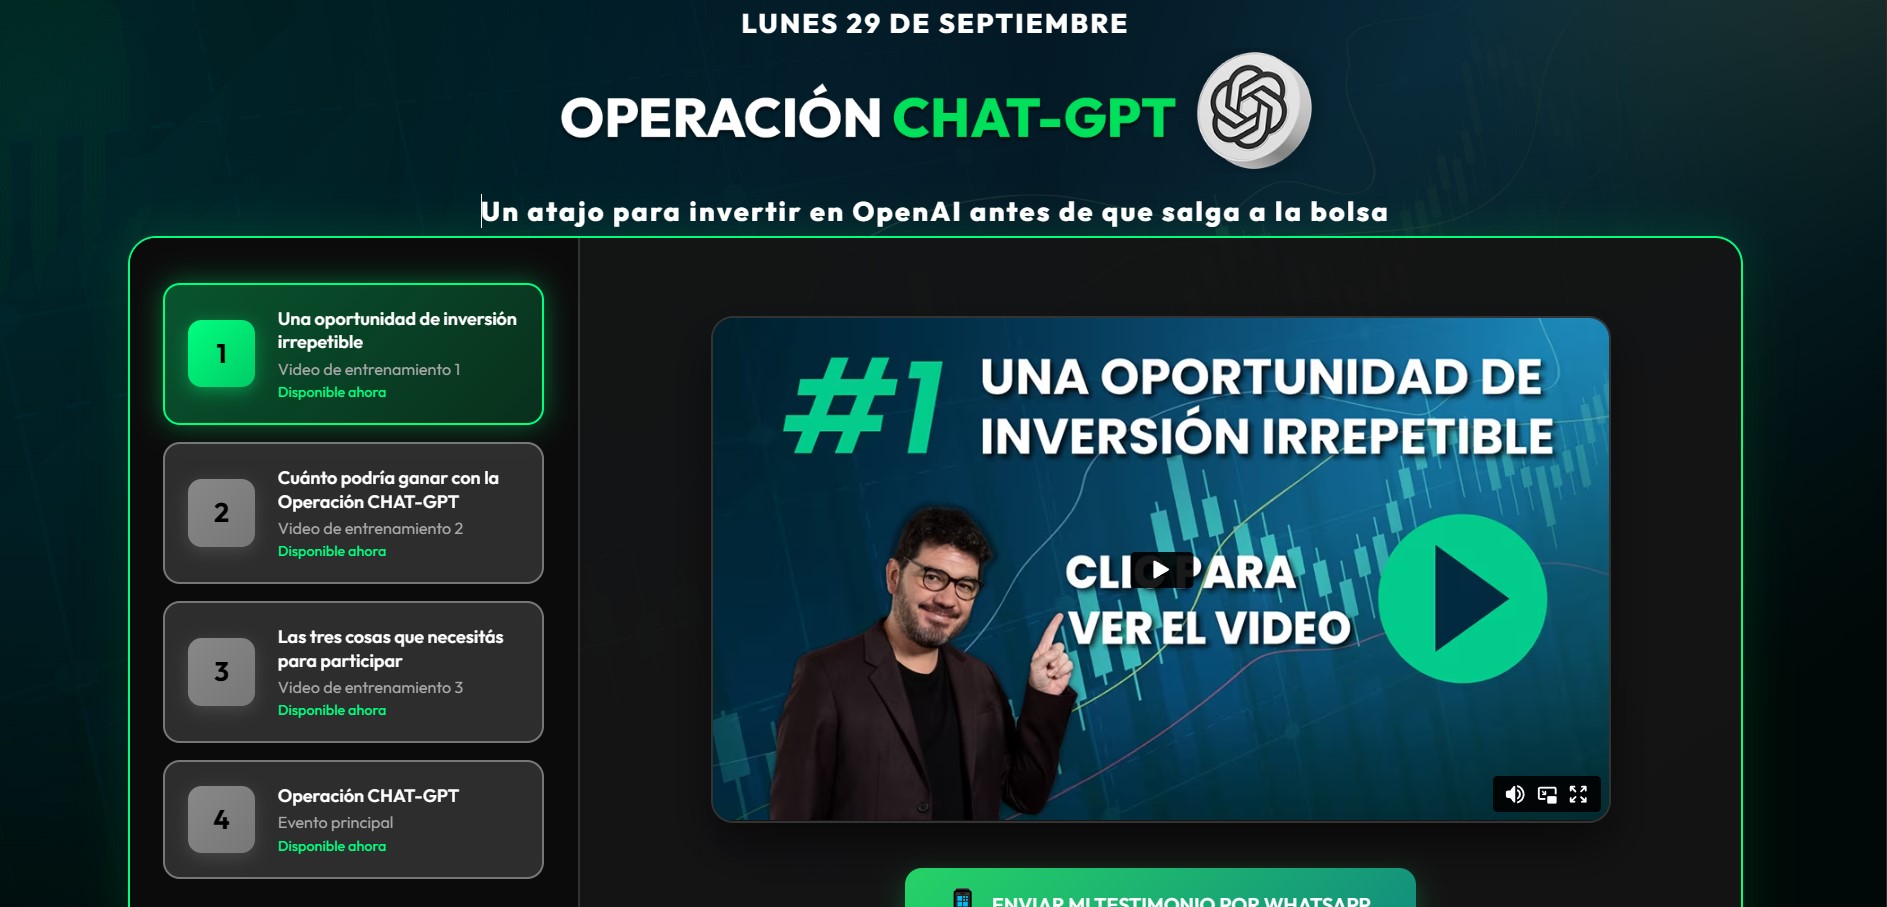 LUNES 29 DE SEPTIEMBRE
OPERACIÓN CHAT-GPT
Un atajo para invertir en OpenAI antes de que salga a la bolsa
1
Una oportunidad de inversión
irrepetible
Video de entrenamiento 1
Disponible ahora
2
Cuánto podría ganar con la
Operación CHAT-GPT
Video de entrenamiento 2
Disponible ahora
3
Las tres cosas que necesitás
para participar
Video de entrenamiento 3
Disponible ahora
4
Operación CHAT-GPT
Evento principal
Disponible ahora
#1 UNA OPORTUNIDAD DE
INVERSIÓN IRREPETIBLE
CLIC PARA
VER EL VIDEO
ENVIAR MI TESTIMONIO POR WHATSAPP